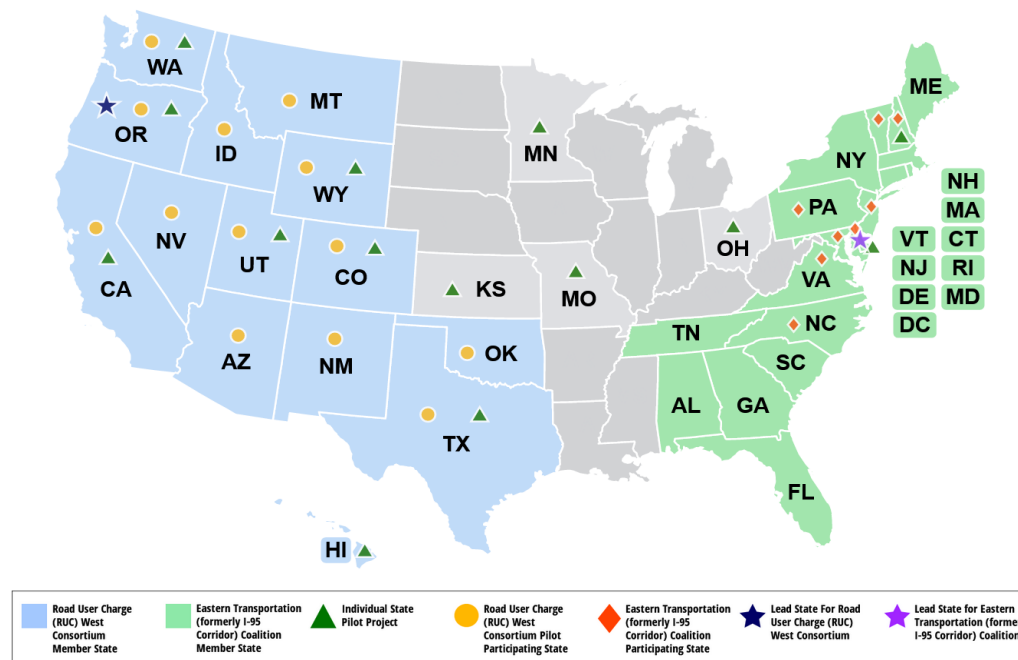 WA
ME
MT
OR
MN
ID
NY
NH
WY
PA
MA
OH
NV
VT
CT
UT
CO
NJ
RI
VA
KS
CA
MO
DE
MD
NC
DC
TN
OK
AZ
NM
SC
AL
GA
TX
FL
HI
Road User Charge
(RUC) West
Consortium
Member State
Eastern Transportation
(formerly I-95
Corridor) Coalition
Member State
Individual State
Pilot Project
Road User Charge
(RUC) West
Consortium Pilot
Participating State
Eastern Transportation
(formerly I-95
Corridor) Coalition
Participating State
Lead State For Road
User Charge (RUC)
West Consortium
Lead State for Eastern
Transportation (forme
I-95 Corridor) Coalition